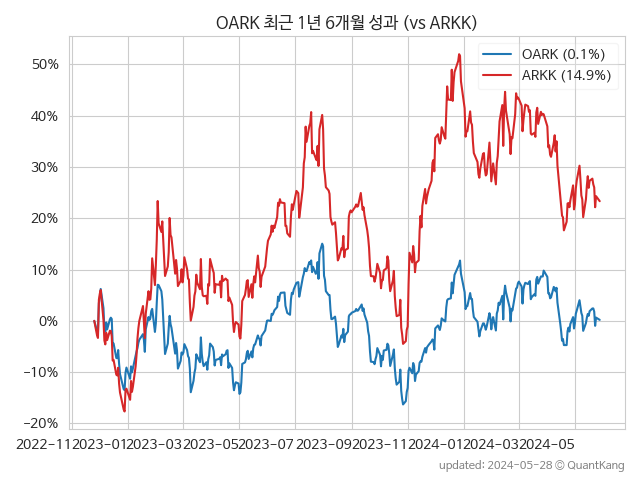 OARK 최근 1년 6개월 성과 (vs ARKK)
OARK (0.1%)
ARKK (14.9%)
50%
40%
30%
20%
10%
0%
−10%
−20%
2022−11 2023−01 2023−03 2023−05 2023−07 2023−09 2023−11 2024−01 2024−03 2024−05
updated: 2024-05-28 © QuantKang